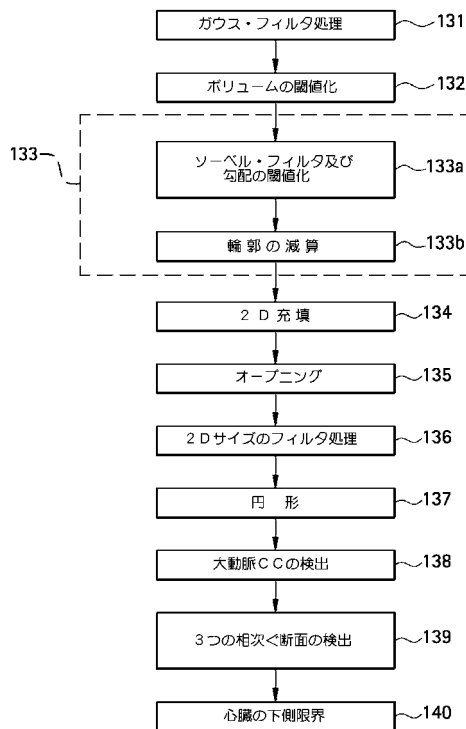 ガウス・フィルタ処理 131
ボリュームの閾値化 132
133
ソーベル・フィルタ及び
勾配の閾値化 133a
輪郭の減算 133b
2D充填 134
オープニング 135
2Dサイズのフィルタ処理 136
円形 137
大動脈CCの検出 138
3つの相次ぐ断面の検出 139
心臓の下側限界 140